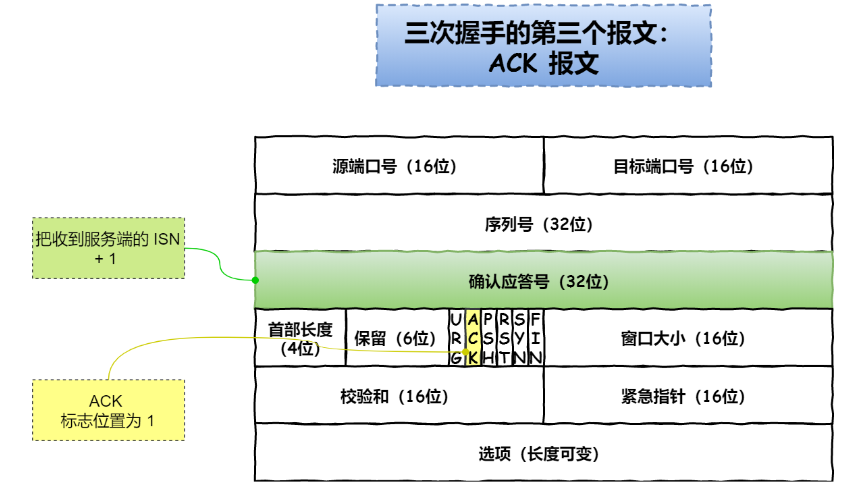 三次握手的第三个报文：
ACK 报文
源端口号（16位）
目标端口号（16位）
序列号（32位）
把收到服务端的 ISN
+ 1
确认应答号（32位）
首部长度
(4位)
保留（6位）
URG
ACK
PSH
RST
SYN
FIN
窗口大小（16位）
ACK
标志位置为 1
校验和（16位）
紧急指针（16位）
选项（长度可变）